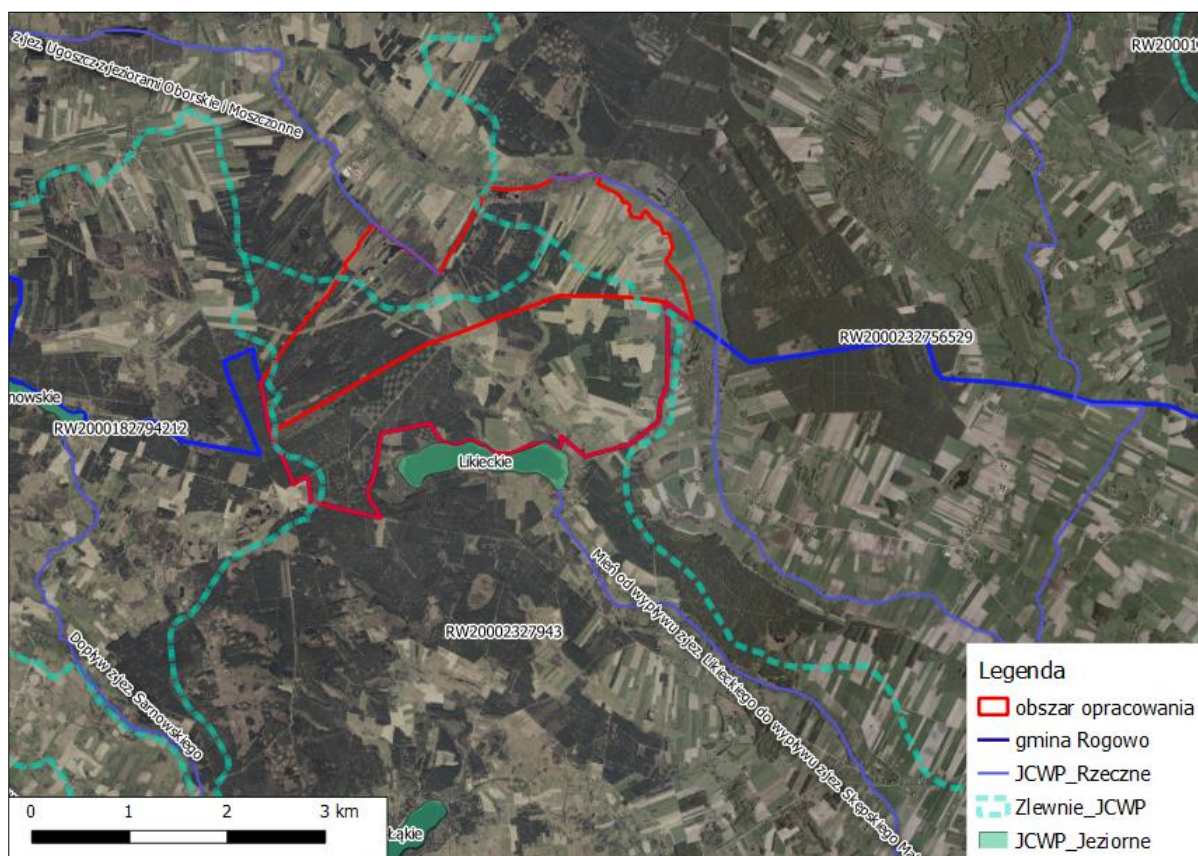 z jez. Ugoszcz z jeziorami Oborskie i Moszczonne
RW20001
RW2000232756529
nowskie
RW2000182794212
Likieckie
Mień od wypływu z jez. Likieckiego do wypływu z jez. Skępskiego Mał
RW20002327943
Dopływ z jez. Sarnowskiego
Łąkie
Legenda
obszar opracowania
gmina Rogowo
JCWP_Rzeczne
Zlewnie_JCWP
JCWP_Jeziorne
0 1 2 3 km